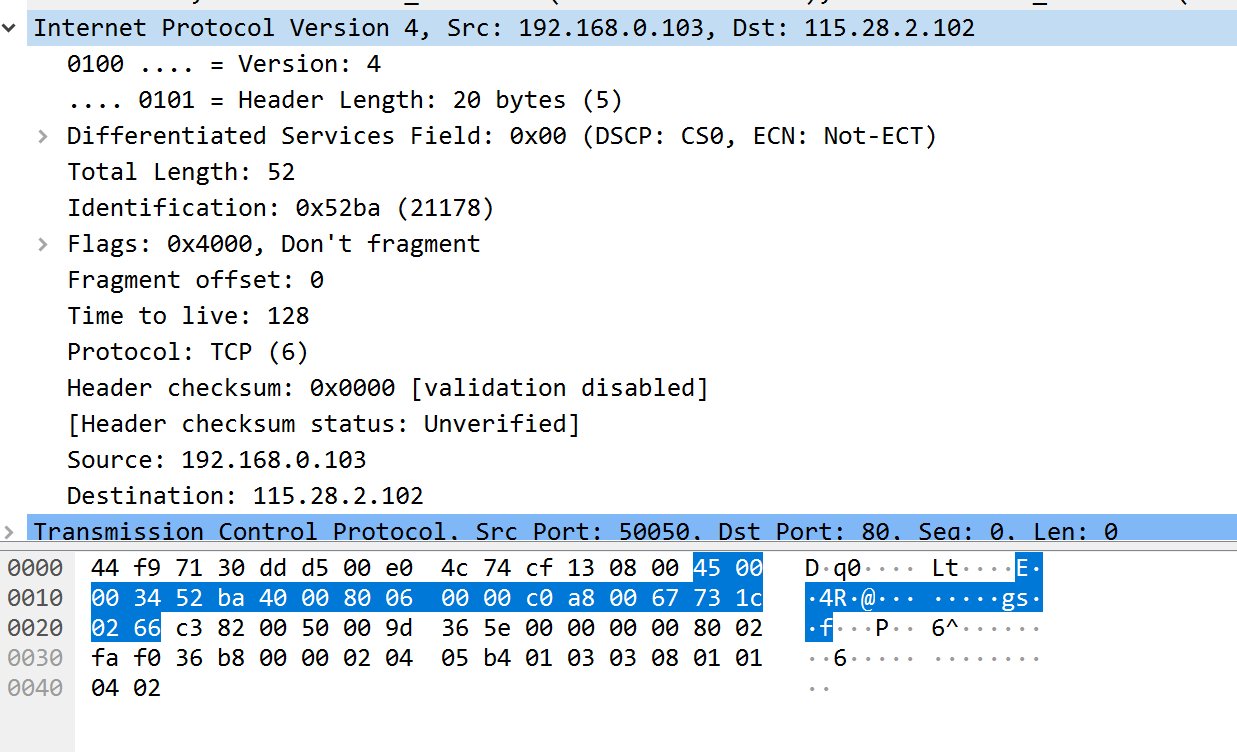 Internet Protocol Version 4, Src: 192.168.0.103, Dst: 115.28.2.102
0100 .... = Version: 4
.... 0101 = Header Length: 20 bytes (5)
Differentiated Services Field: 0x00 (DSCP: CS0, ECN: Not-ECT)
Total Length: 52
Identification: 0x52ba (21178)
Flags: 0x4000, Don't fragment
Fragment offset: 0
Time to live: 128
Protocol: TCP (6)
Header checksum: 0x0000 [validation disabled]
[Header checksum status: Unverified]
Source: 192.168.0.103
Destination: 115.28.2.102
Transmission Control Protocol, Src Port: 50050, Dst Port: 80, Seq: 0, Len: 0
0000 44 f9 71 30 dd d5 00 e0 4c 74 cf 13 08 00 45 00 D·q0···· Lt····E·
0010 00 34 52 ba 40 00 80 06 00 00 c0 a8 00 67 73 1c ·4R·@··· ·····gs·
0020 02 66 c3 82 00 50 00 9d 36 5e 00 00 00 00 80 02 ·f···P·· 6^······
0030 fa f0 36 b8 00 00 02 04 05 b4 01 03 03 08 01 01 ··6····· ········
0040 04 02 ··